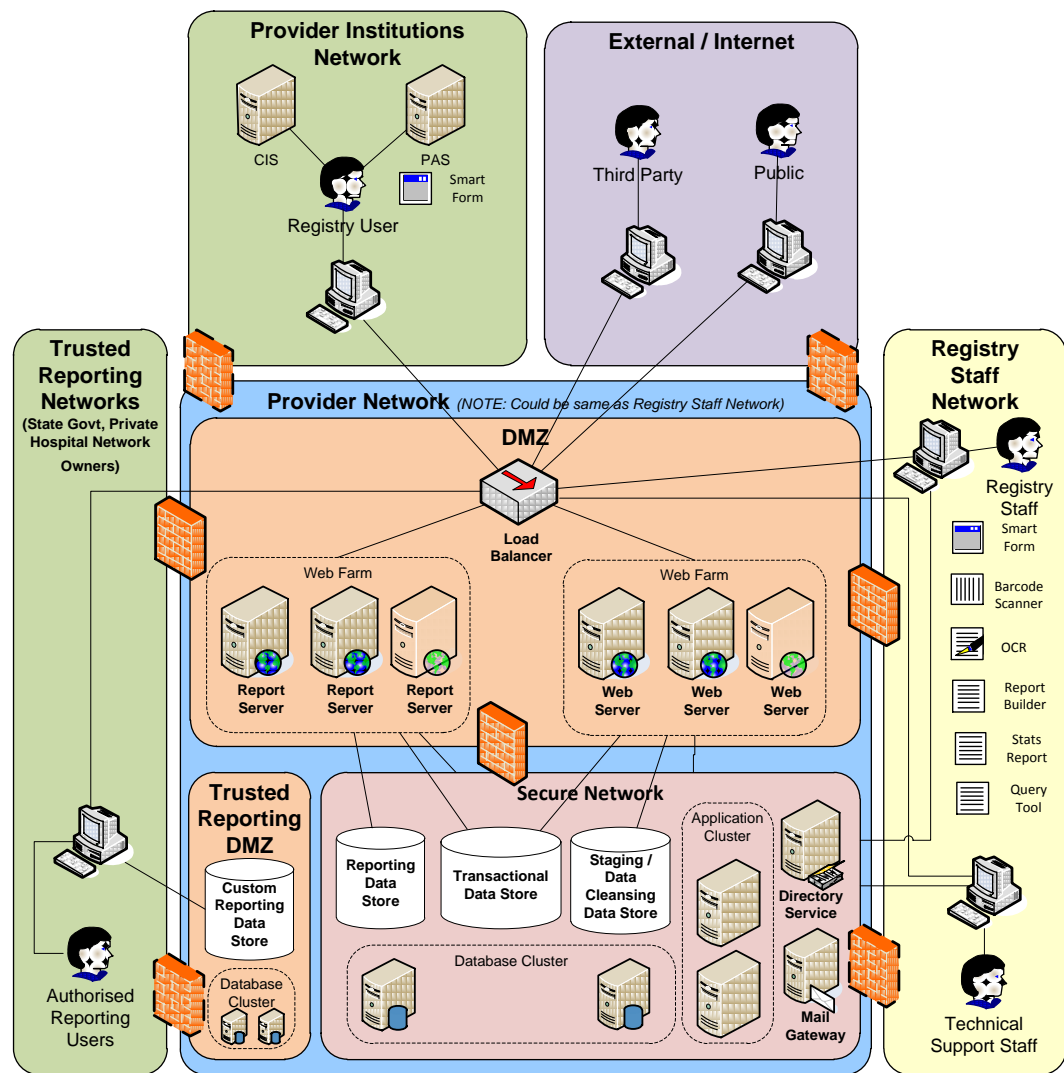 Provider Institutions
Network
CIS
PAS
Smart
Form
Registry User
External / Internet
Third Party
Public
Trusted
Reporting
Networks
(State Govt, Private
Hospital Network
Owners)
Authorised
Reporting
Users
Provider Network (NOTE: Could be same as Registry Staff Network)
DMZ
Load
Balancer
Web Farm
Report
Server
Report
Server
Report
Server
Web Farm
Web
Server
Web
Server
Web
Server
Trusted
Reporting
DMZ
Custom
Reporting
Data
Store
Database
Cluster
Secure Network
Reporting
Data
Store
Transactional
Data Store
Staging /
Data
Cleansing
Data Store
Database Cluster
Application
Cluster
Directory
Service
Mail
Gateway
Registry
Staff
Network
Registry
Staff
Smart
Form
Barcode
Scanner
OCR
Report
Builder
Stats
Report
Query
Tool
Technical
Support Staff